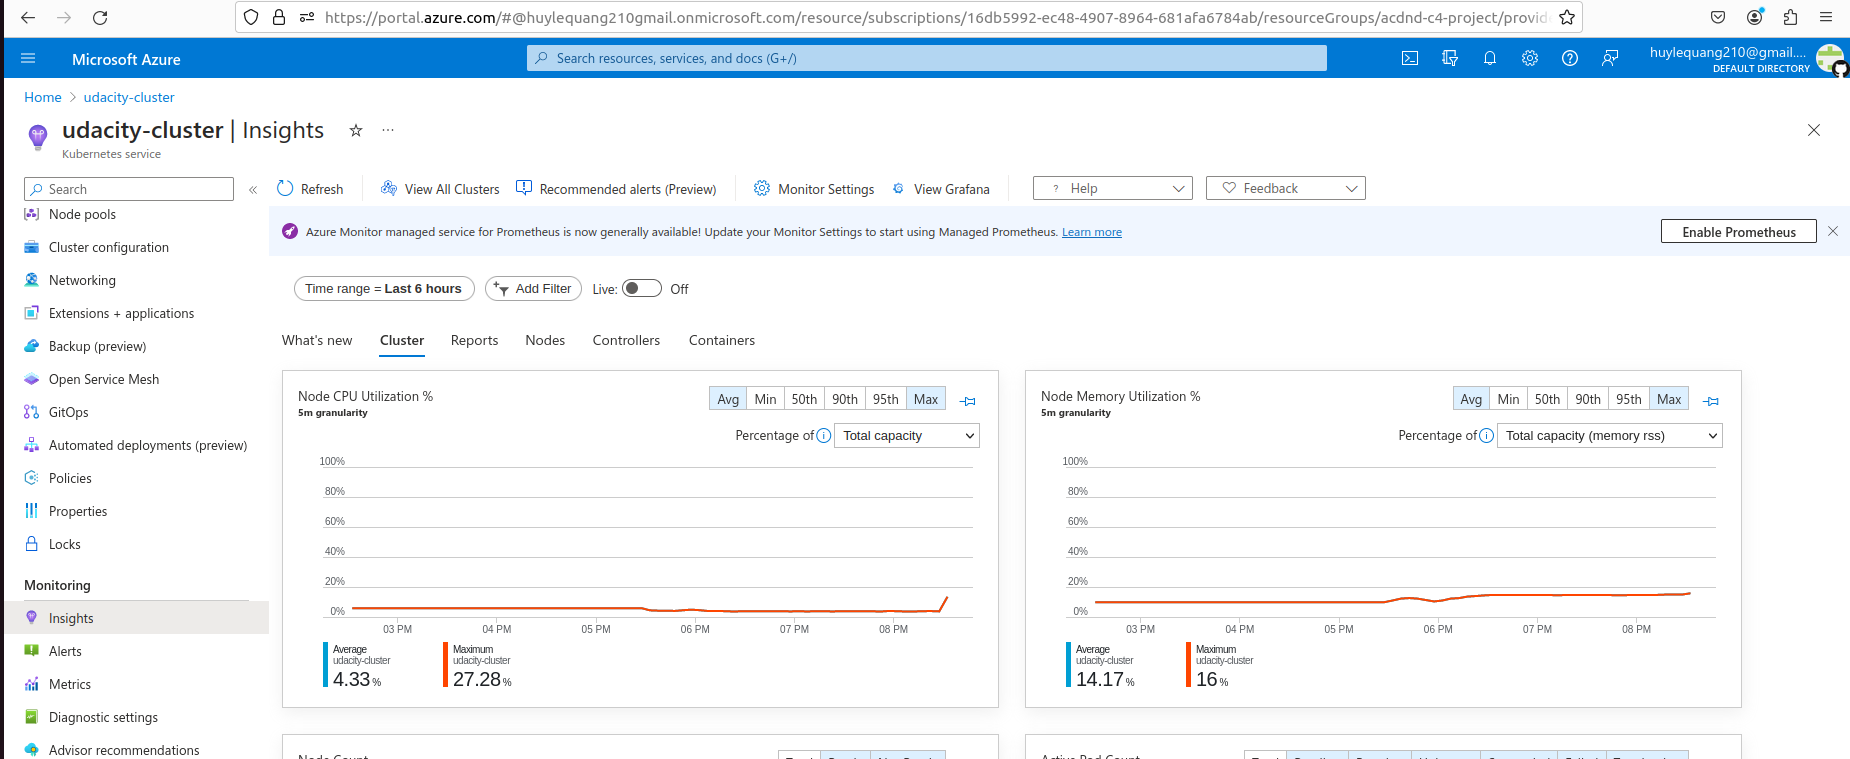 https://portal.azure.com/#@huylequang210gmail.onmicrosoft.com/resource/subscriptions/16db5992-ec48-4907-8964-681afa6784ab/resourceGroups/acdnd-c4-project/provid
Microsoft Azure
Search resources, services, and docs (G+/)
huylequang210@gmail....
DEFAULT DIRECTORY
Home > udacity-cluster
udacity-cluster | Insights
Kubernetes service
Search
Refresh
View All Clusters
Recommended alerts (Preview)
Monitor Settings
View Grafana
? Help
Feedback
Node pools
Cluster configuration
Networking
Extensions + applications
Backup (preview)
Open Service Mesh
GitOps
Automated deployments (preview)
Policies
Properties
Locks
Monitoring
Insights
Alerts
Metrics
Diagnostic settings
Advisor recommendations
Azure Monitor managed service for Prometheus is now generally available! Update your Monitor Settings to start using Managed Prometheus. Learn more
Enable Prometheus
Time range = Last 6 hours
Add Filter
Live: Off
What's new Cluster Reports Nodes Controllers Containers
Node CPU Utilization %
5m granularity
Avg Min 50th 90th 95th Max
Percentage of Total capacity
100%
80%
60%
40%
20%
0%
03 PM 04 PM 05 PM 06 PM 07 PM 08 PM
Average
udacity-cluster
4.33 %
Maximum
udacity-cluster
27.28 %
Node Memory Utilization %
5m granularity
Avg Min 50th 90th 95th Max
Percentage of Total capacity (memory rss)
100%
80%
60%
40%
20%
0%
03 PM 04 PM 05 PM 06 PM 07 PM 08 PM
Average
udacity-cluster
14.17 %
Maximum
udacity-cluster
16 %
Node Count
Active Pod Count